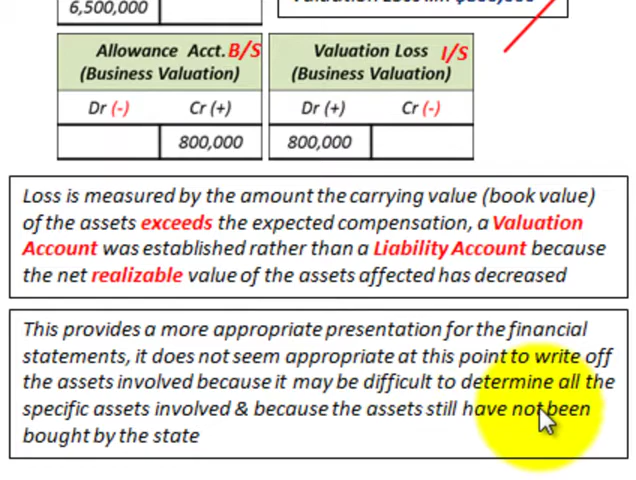 6,500,000
Allowance Acct. B/S
(Business Valuation)
Valuation Loss I/S
(Business Valuation)
Dr (-) Cr (+) Dr (+) Cr (-)
800,000 800,000
Loss is measured by the amount the carrying value (book value)
of the assets exceeds the expected compensation, a Valuation
Account was established rather than a Liability Account because
the net realizable value of the assets affected has decreased
This provides a more appropriate presentation for the financial
statements, it does not seem appropriate at this point to write off
the assets involved because it may be difficult to determine all the
specific assets involved & because the assets still have not been
bought by the state